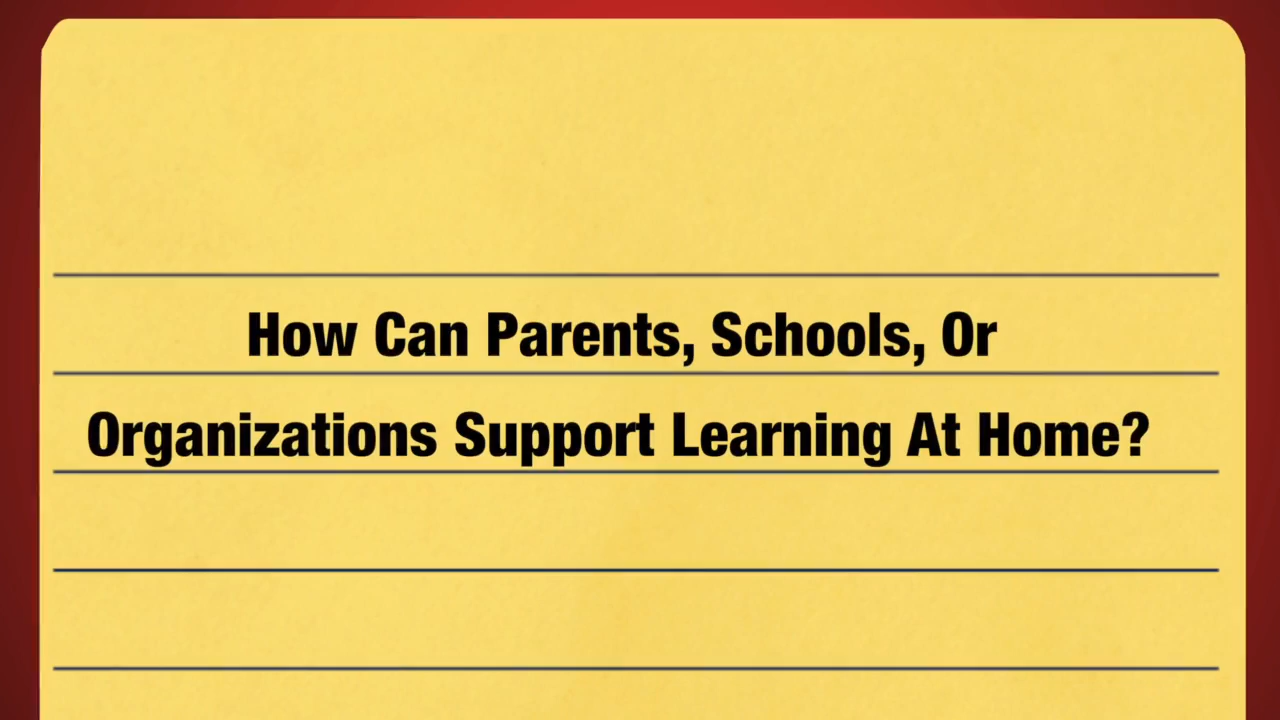 How Can Parents, Schools, Or
Organizations Support Learning At Home?